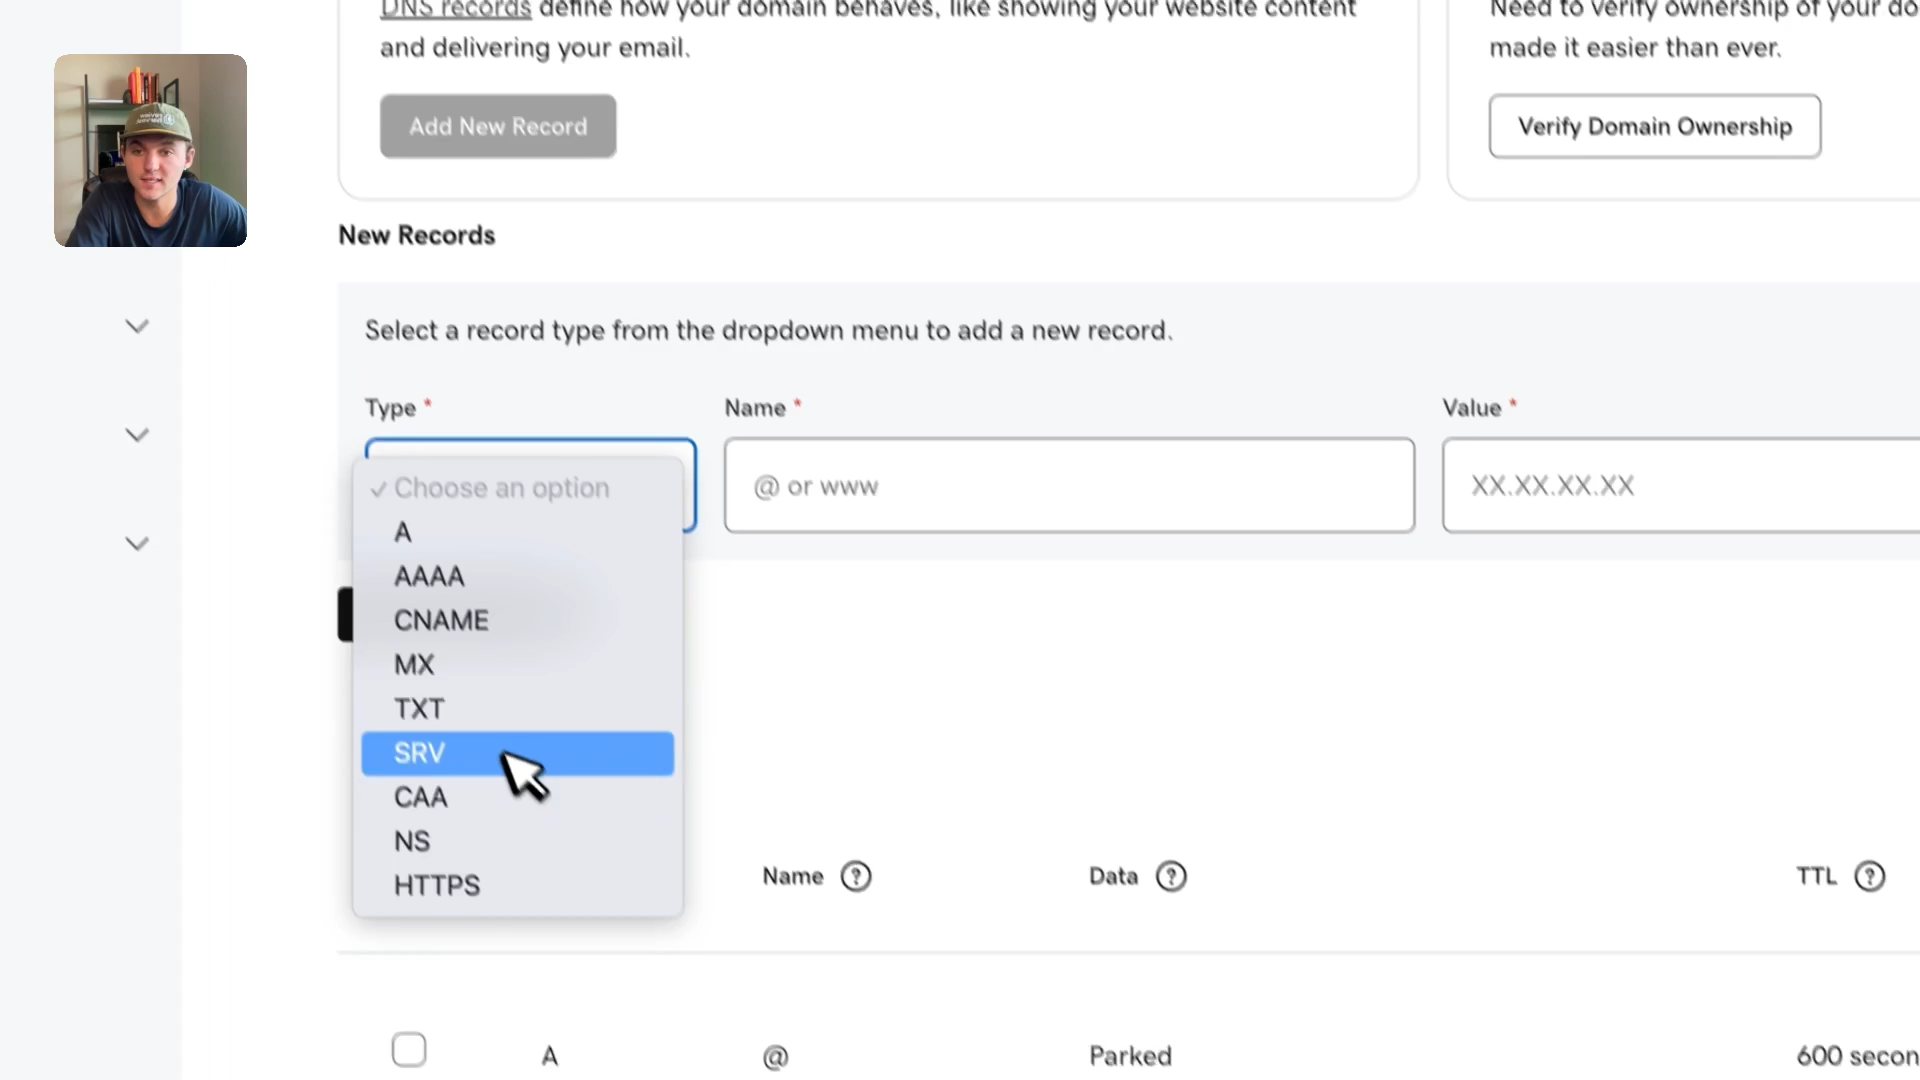 DNS records define how your domain behaves, like showing your website content
and delivering your email.
Add New Record
Need to verify ownership of your do
made it easier than ever.
Verify Domain Ownership
New Records
Select a record type from the dropdown menu to add a new record.
Type *
Name *
Value *
✓ Choose an option
@ or www
XX.XX.XX.XX
A
AAAA
CNAME
MX
TXT
SRV
CAA
NS
HTTPS
Name ?
Data ?
TTL ?
A
@
Parked
600 secon